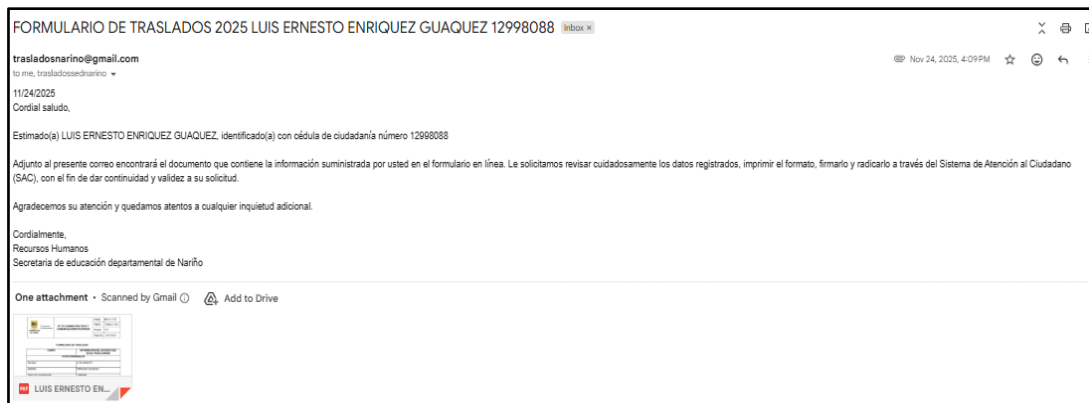 FORMULARIO DE TRASLADOS 2025 LUIS ERNESTO ENRIQUEZ GUAQUEZ 12998088 Inbox ×
trasladosnarino@gmail.com Nov 24, 2025, 4:09 PM
to me, trasladossednarino
11/24/2025
Cordial saludo,
Estimado(a) LUIS ERNESTO ENRIQUEZ GUAQUEZ, identificado(a) con cédula de ciudadanía número 12998088
Adjunto al presente correo encontrará el documento que contiene la información suministrada por usted en el formulario en línea. Le solicitamos revisar cuidadosamente los datos registrados, imprimir el formato, firmarlo y radicarlo a través del Sistema de Atención al Ciudadano
(SAC), con el fin de dar continuidad y validez a su solicitud.
Agradecemos su atención y quedamos atentos a cualquier inquietud adicional.
Cordialmente,
Recursos Humanos
Secretaria de educación departamental de Nariño
One attachment • Scanned by Gmail Add to Drive
PDF LUIS ERNESTO EN...